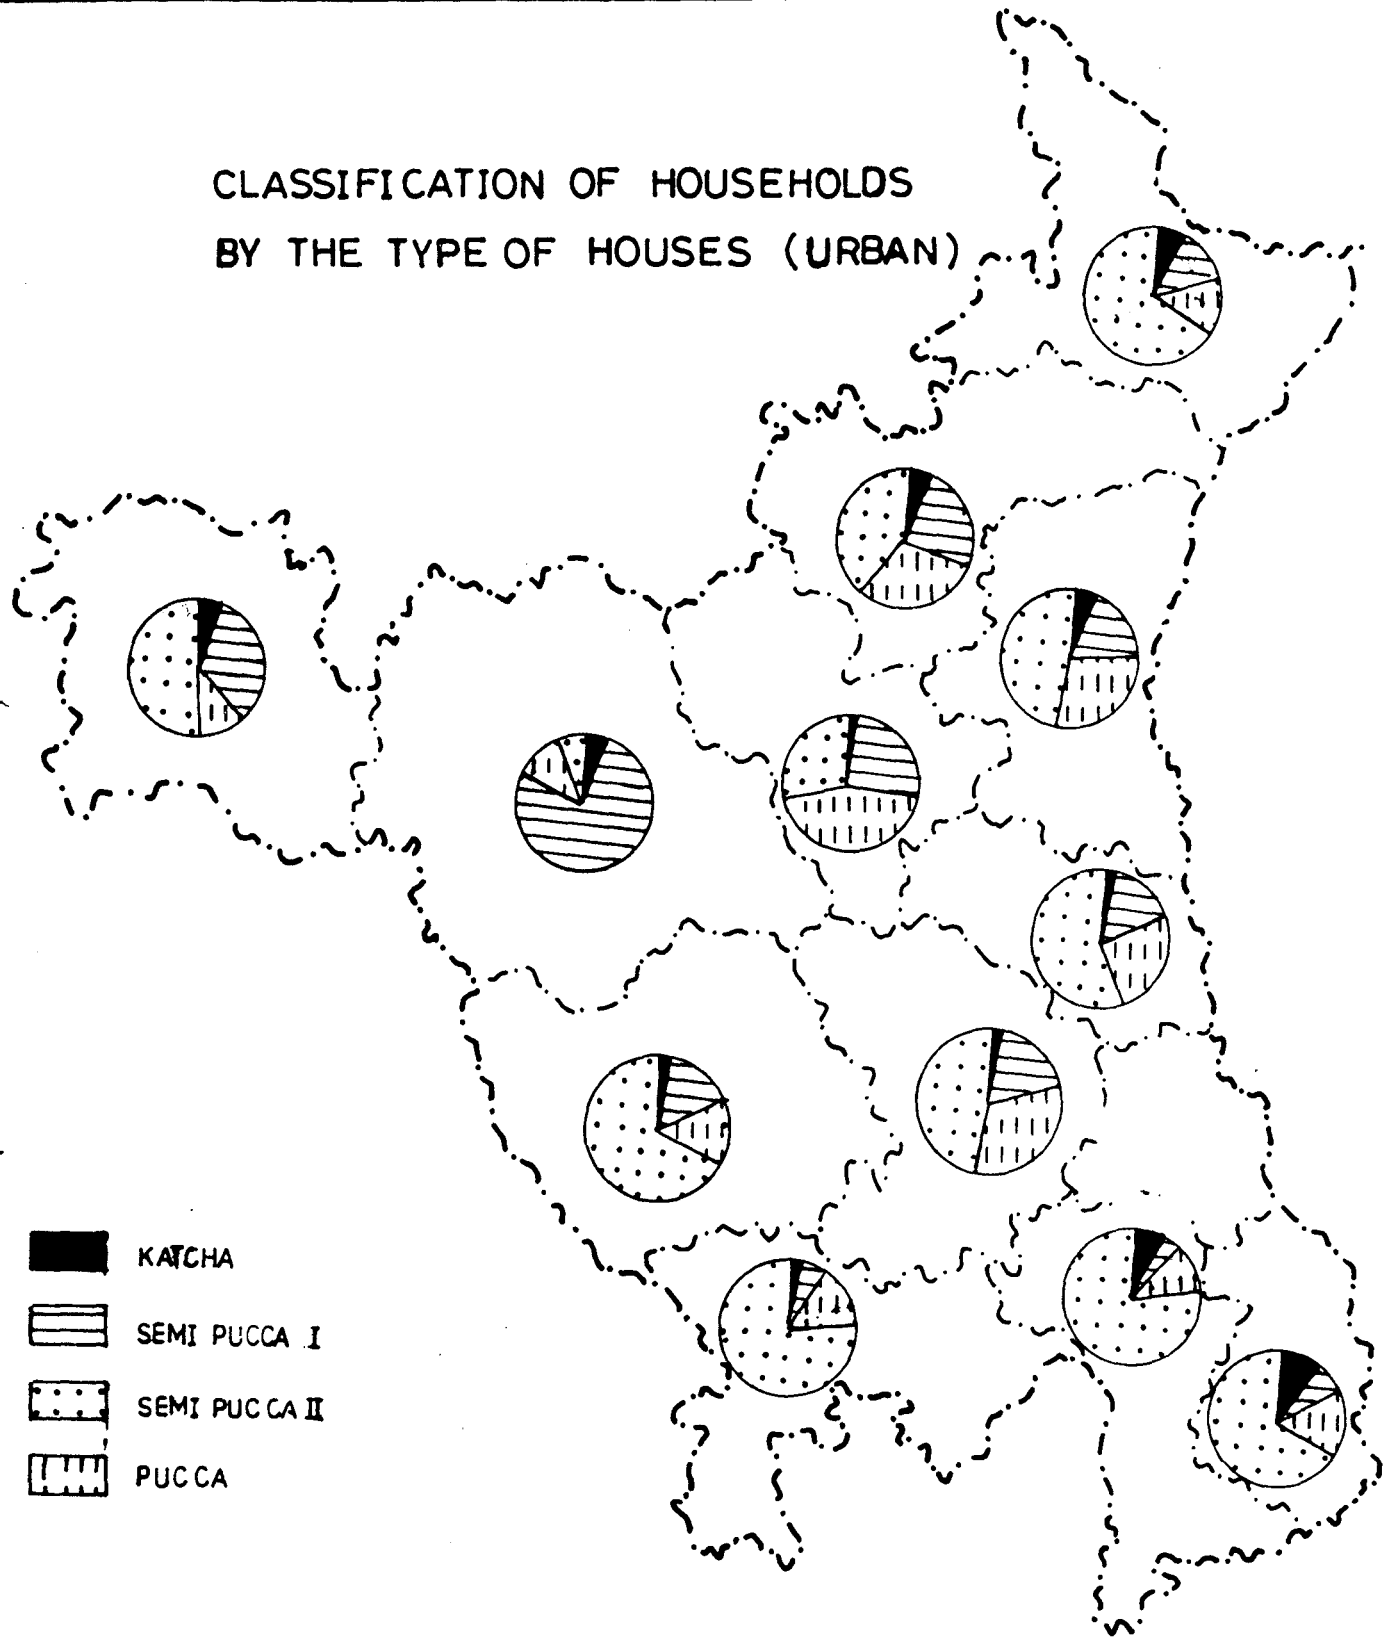 CLASSIFICATION OF HOUSEHOLDS
BY THE TYPE OF HOUSES (URBAN)
KATCHA
SEMI PUCCA I
SEMI PUCCA II
PUCCA